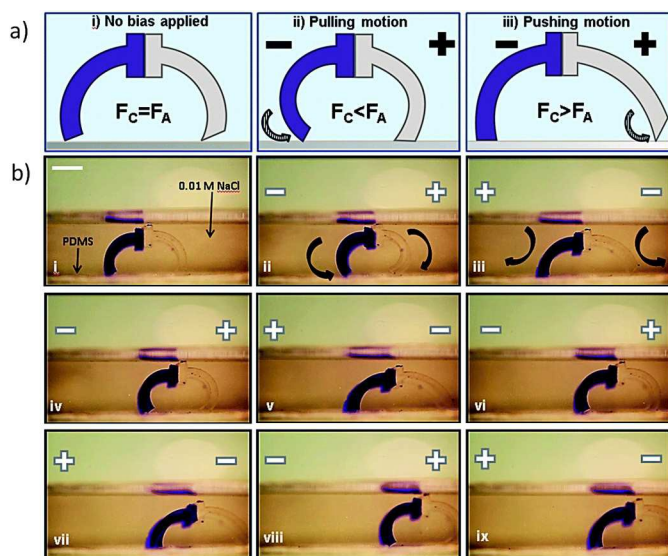 a)
i) No bias applied
F_C=F_A
ii) Pulling motion
− +
F_C<F_A
iii) Pushing motion
− +
F_C>F_A
b)
0.01 M NaCl
PDMS
i
− +
ii
+ −
iii
− +
iv
+ −
v
− +
vi
+ −
vii
− +
viii
+ −
ix